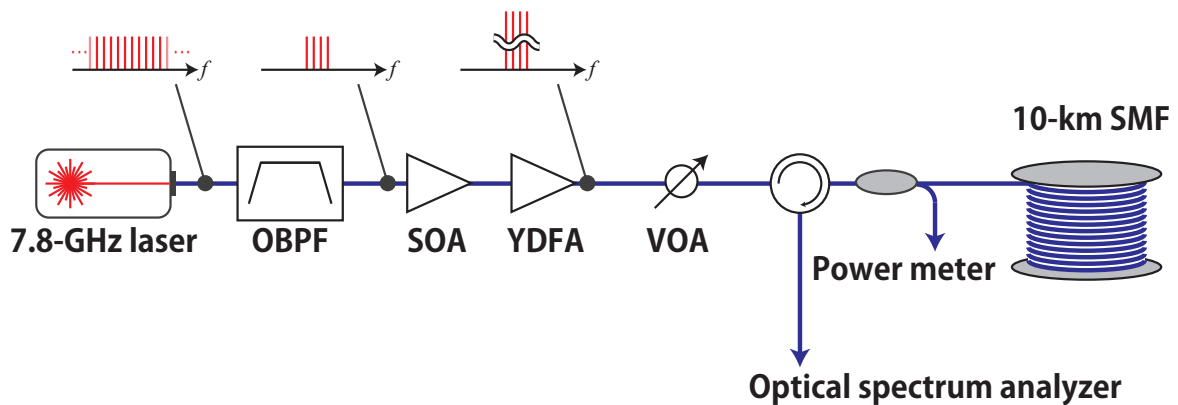 ... ... f
f
f
10-km SMF
7.8-GHz laser
OBPF
SOA
YDFA
VOA
Power meter
Optical spectrum analyzer